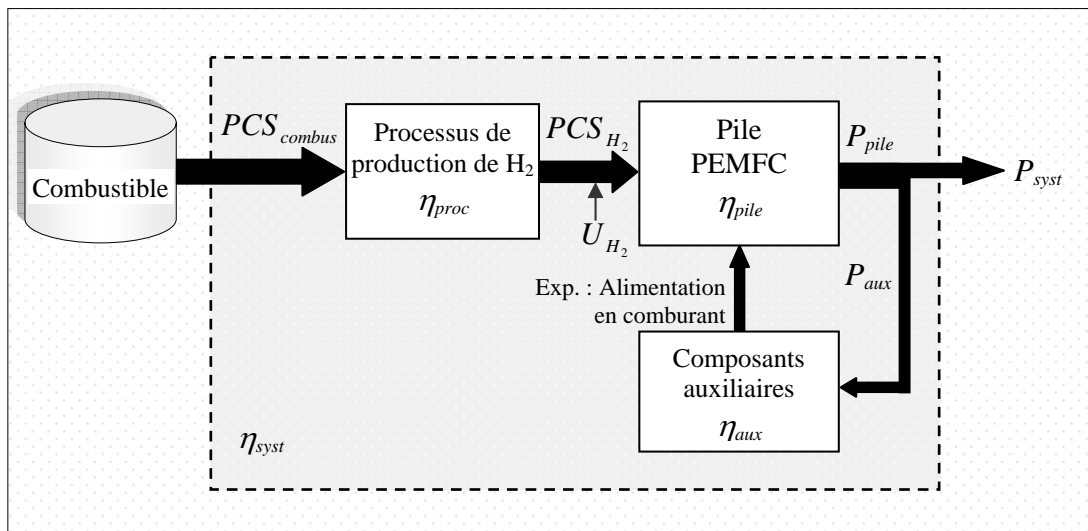 Combustible
PCS_combus
Processus de
production de H₂
η_proc
PCS_H₂
U_H₂
Pile
PEMFC
η_pile
P_pile
P_syst
P_aux
Exp. : Alimentation
en comburant
Composants
auxiliaires
η_aux
η_syst